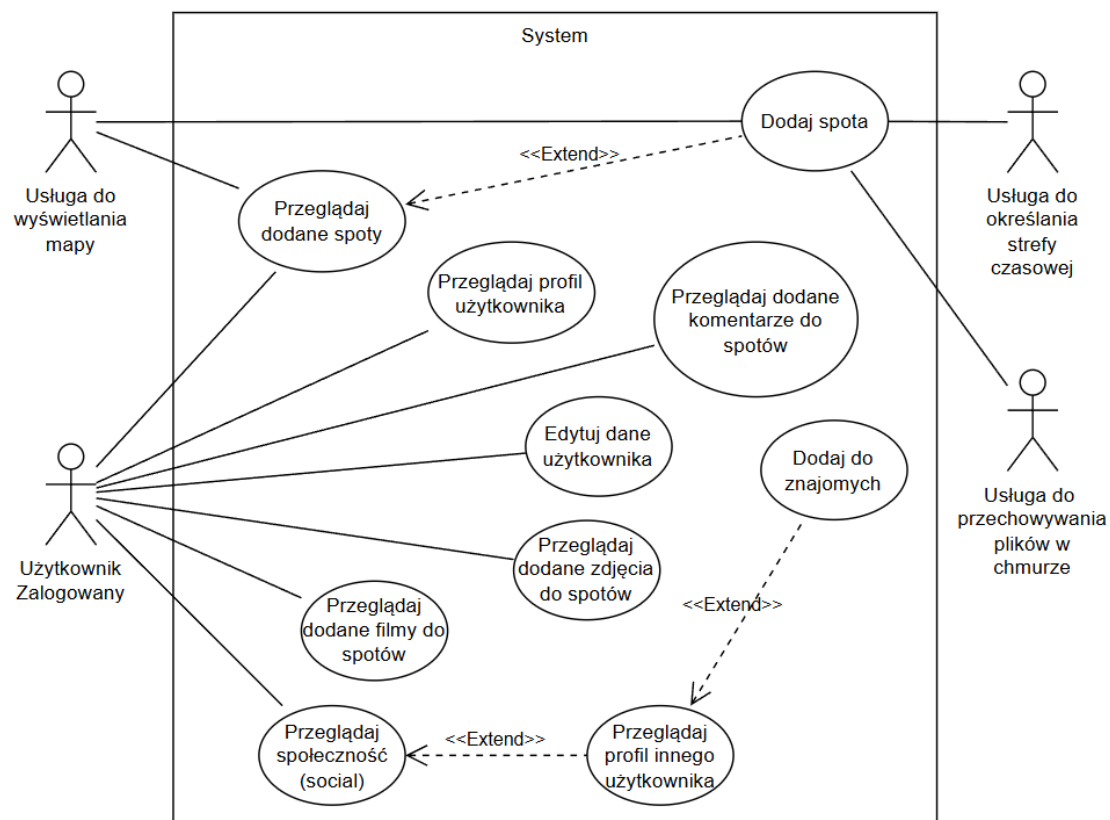 System
Dodaj spota
<<Extend>>
Usługa do
wyświetlania
mapy
Usługa do
określania
strefy
czasowej
Przeglądaj
dodane spoty
Przeglądaj profil
użytkownika
Przeglądaj dodane
komentarze do
spotów
Edytuj dane
użytkownika
Dodaj do
znajomych
Usługa do
przechowywania
plików w
chmurze
Użytkownik
Zalogowany
Przeglądaj
dodane zdjęcia
do spotów
<<Extend>>
Przeglądaj
dodane filmy do
spotów
Przeglądaj
społeczność
(social)
<<Extend>>
Przeglądaj
profil innego
użytkownika